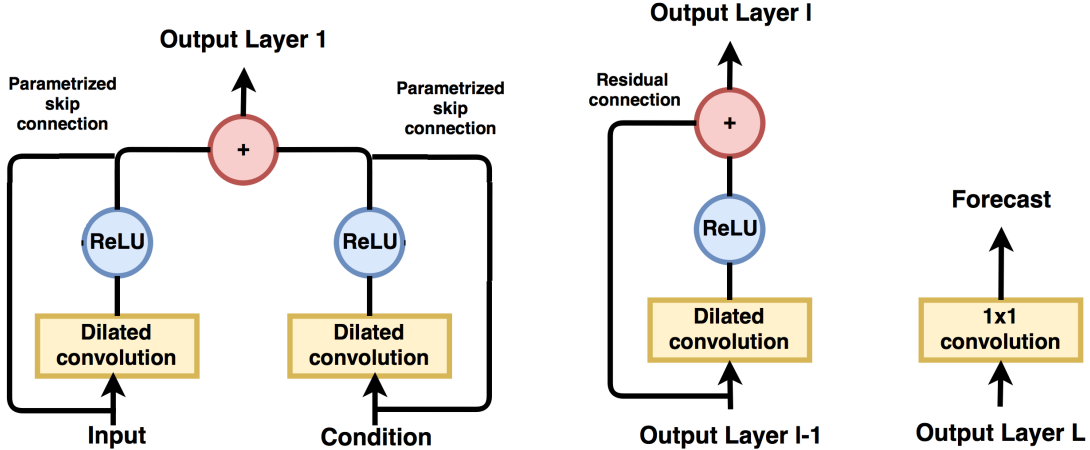 Output Layer 1
Parametrized
skip
connection
Parametrized
skip
connection
+
ReLU
ReLU
Dilated
convolution
Dilated
convolution
Input
Condition
Output Layer l
Residual
connection
+
ReLU
Dilated
convolution
Output Layer l-1
Forecast
1x1
convolution
Output Layer L